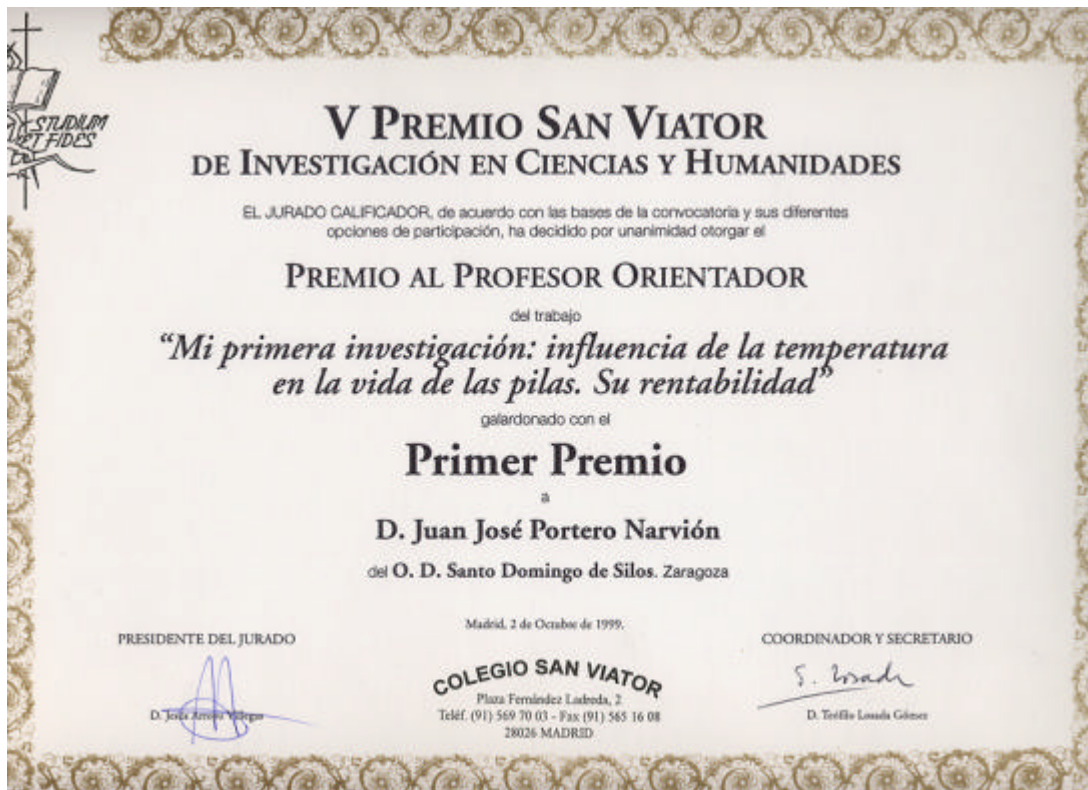 STUDIUM
ET FIDES
V PREMIO SAN VIATOR
DE INVESTIGACIÓN EN CIENCIAS Y HUMANIDADES
EL JURADO CALIFICADOR, de acuerdo con las bases de la convocatoria y sus diferentes
opciones de participación, ha decidido por unanimidad otorgar el
PREMIO AL PROFESOR ORIENTADOR
del trabajo
“Mi primera investigación: influencia de la temperatura
en la vida de las pilas. Su rentabilidad”
galardonado con el
Primer Premio
a
D. Juan José Portero Narvión
del O. D. Santo Domingo de Silos. Zaragoza
Madrid, 2 de Octubre de 1999.
PRESIDENTE DEL JURADO
D. Jesús Arroyo Villegas
COLEGIO SAN VIATOR
Plaza Fernández Ladreda, 2
Teléf. (91) 569 70 03 - Fax (91) 565 16 08
28026 MADRID
COORDINADOR Y SECRETARIO
D. Teófilo Losada Gómez